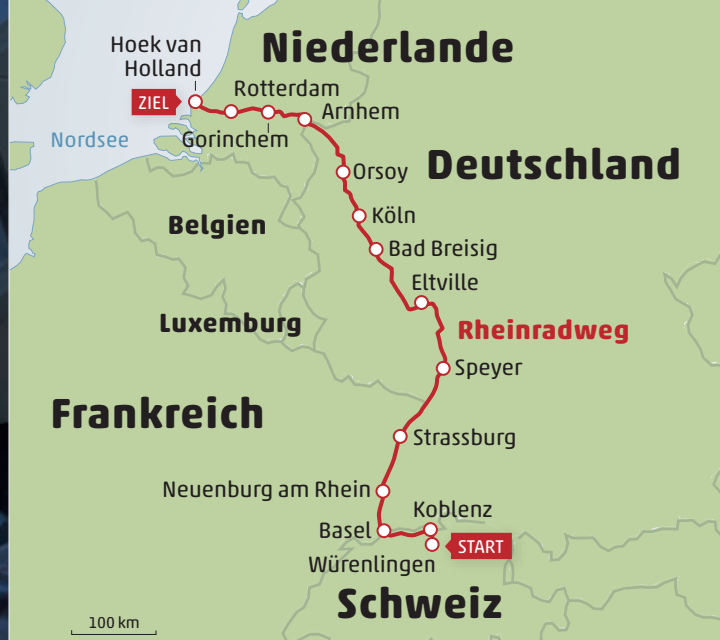 Niederlande
Hoek van
Holland
ZIEL
Rotterdam
Arnhem
Nordsee
Gorinchem
Orsoy
Deutschland
Köln
Belgien
Bad Breisig
Eltville
Luxemburg
Rheinradweg
Speyer
Frankreich
Strassburg
Neuenburg am Rhein
Koblenz
Basel
START
Würenlingen
Schweiz
100 km